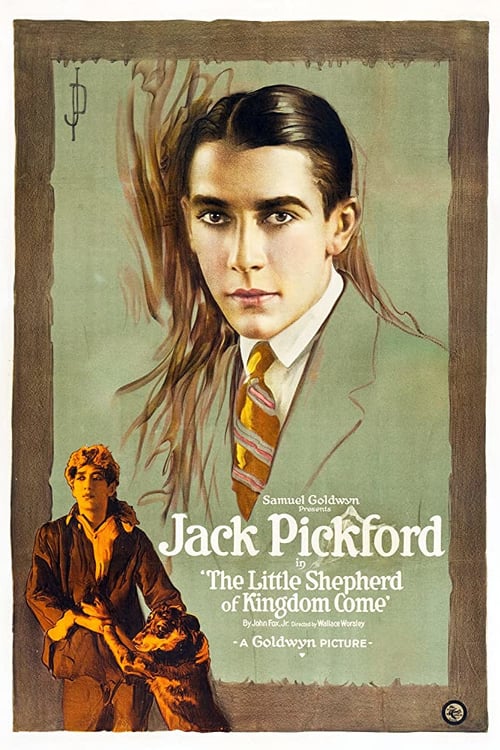 JP
Samuel Goldwyn
Presents
Jack Pickford
in
'The Little Shepherd
of Kingdom Come'
By John Fox, Jr. Directed by Wallace Worsley
-A Goldwyn Picture-